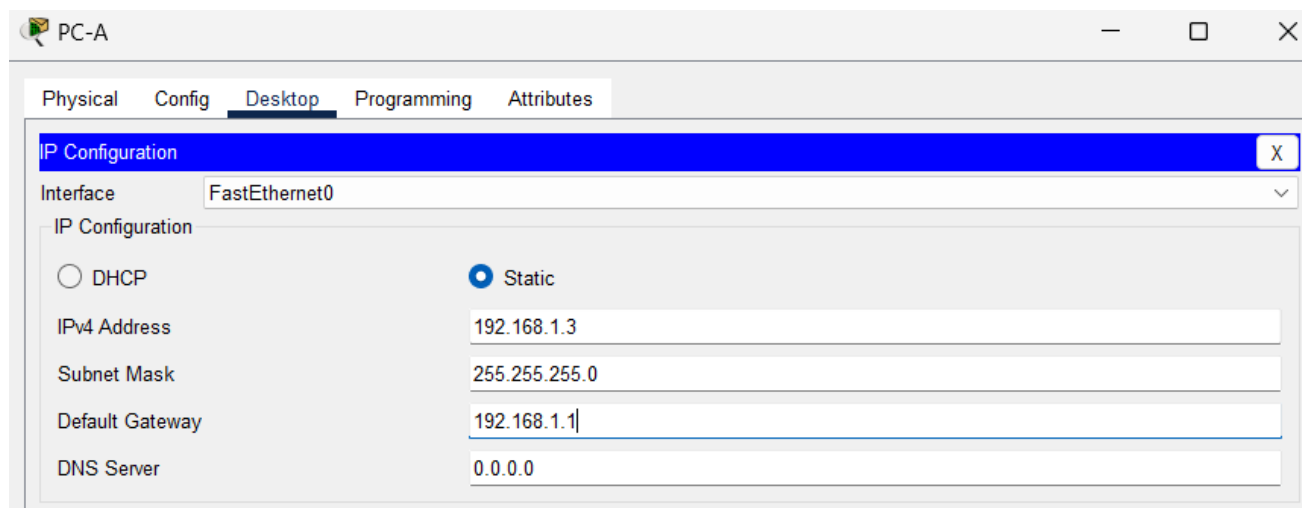 PC-A
Physical Config Desktop Programming Attributes
IP Configuration X
Interface FastEthernet0
IP Configuration
DHCP Static
IPv4 Address 192.168.1.3
Subnet Mask 255.255.255.0
Default Gateway 192.168.1.1
DNS Server 0.0.0.0